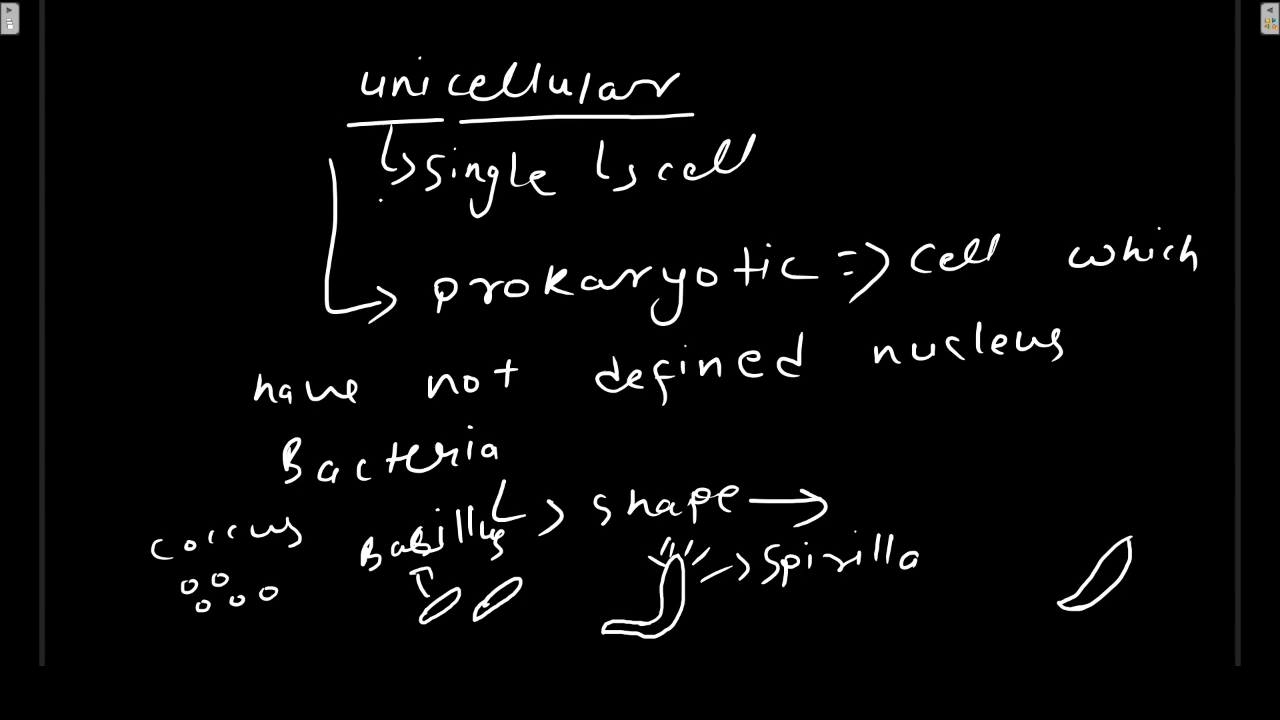 unicellular
↳ single ↳ cell
↳ prokaryotic => cell which
have not defined nucleus
Bacteria
↳ shape →
coccus Bacillus → Spirilla